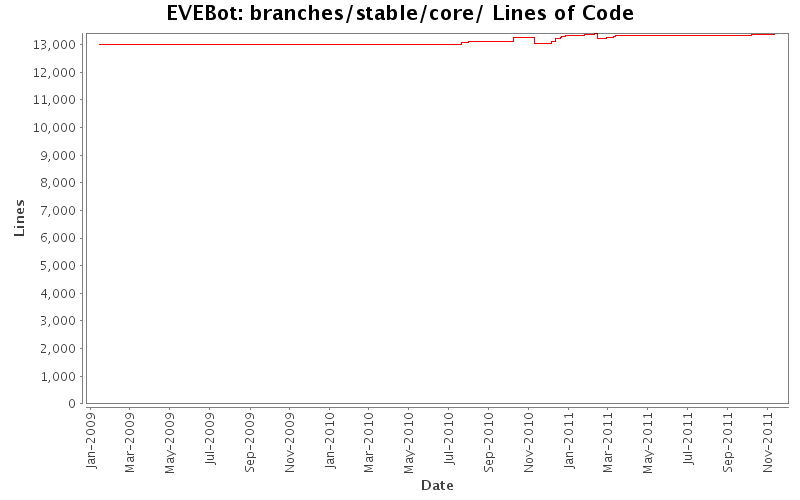 EVEBot: branches/stable/core/ Lines of Code
13,000
12,000
11,000
10,000
9,000
8,000
7,000
6,000
5,000
4,000
3,000
2,000
1,000
0
Lines
Jan-2009
Mar-2009
May-2009
Jul-2009
Sep-2009
Nov-2009
Jan-2010
Mar-2010
May-2010
Jul-2010
Sep-2010
Nov-2010
Jan-2011
Mar-2011
May-2011
Jul-2011
Sep-2011
Nov-2011
Date